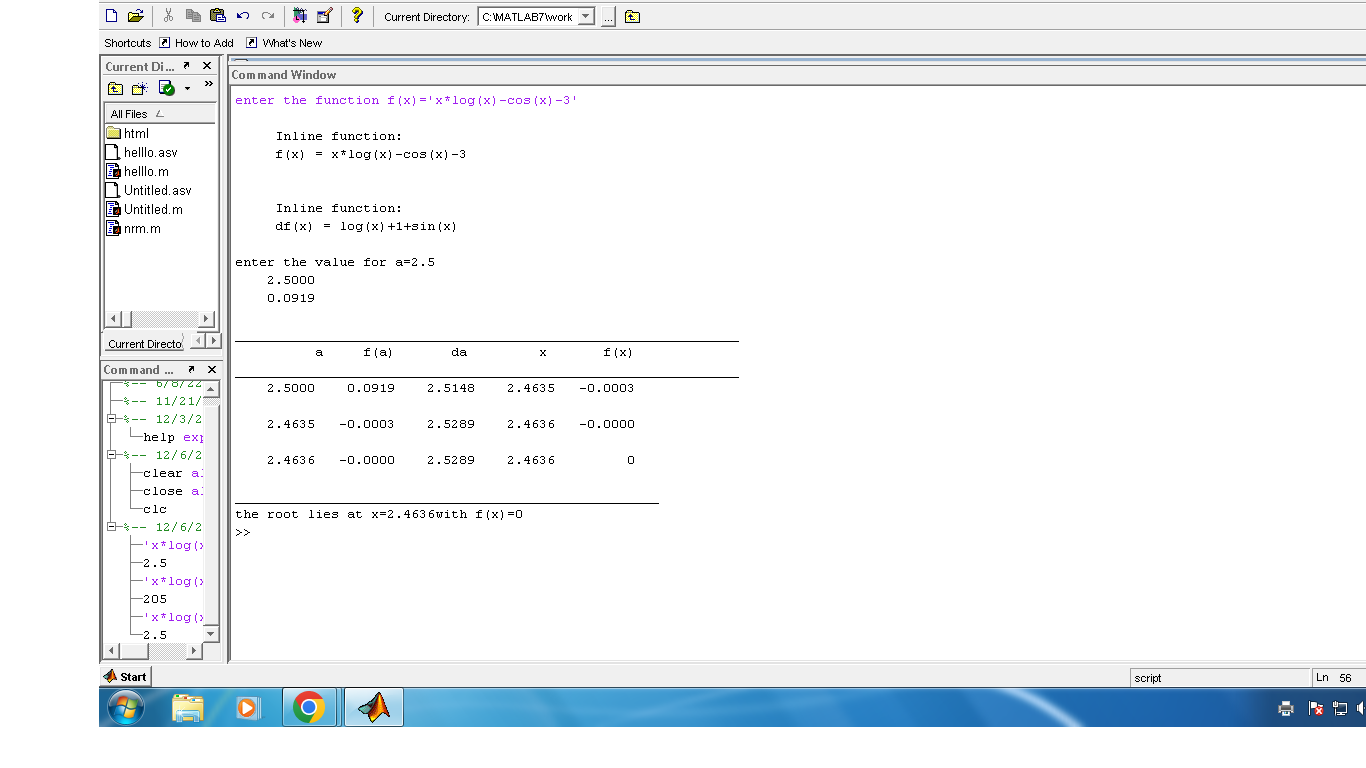 Current Directory: C:\MATLAB7\work ...
Shortcuts How to Add What's New
Current Di...
»
All Files
html
helllo.asv
helllo.m
Untitled.asv
Untitled.m
nrm.m
Current Directo
Command ...
%-- 6/8/22
%-- 11/21/
%-- 12/3/2
help exp
%-- 12/6/2
clear al
close al
clc
%-- 12/6/2
'x*log(x
2.5
'x*log(x
205
'x*log(x
2.5
Command Window
enter the function f(x)='x*log(x)-cos(x)-3'
Inline function:
f(x) = x*log(x)-cos(x)-3
Inline function:
df(x) = log(x)+1+sin(x)
enter the value for a=2.5
2.5000
0.0919
a f(a) da x f(x)
2.5000 0.0919 2.5148 2.4635 -0.0003
2.4635 -0.0003 2.5289 2.4636 -0.0000
2.4636 -0.0000 2.5289 2.4636 0
the root lies at x=2.4636with f(x)=0
>>
Start
script Ln 56